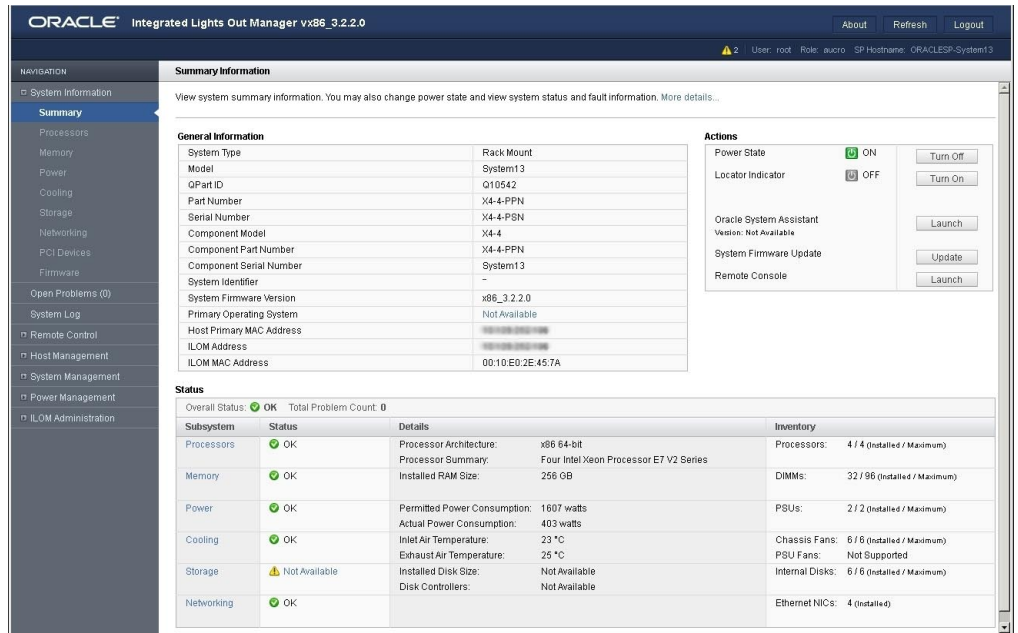 ORACLE® Integrated Lights Out Manager vx86_3.2.2.0
About Refresh Logout
2 User: root Role: aucro SP Hostname: ORACLESP-System13
NAVIGATION
System Information
Summary
Processors
Memory
Power
Cooling
Storage
Networking
PCI Devices
Firmware
Open Problems (0)
System Log
Remote Control
Host Management
System Management
Power Management
ILOM Administration
Summary Information
View system summary information. You may also change power state and view system status and fault information. More details...
General Information
System Type Rack Mount
Model System13
QPart ID Q10542
Part Number X4-4-PPN
Serial Number X4-4-PSN
Component Model X4-4
Component Part Number X4-4-PPN
Component Serial Number System13
System Identifier -
System Firmware Version x86_3.2.2.0
Primary Operating System Not Available
Host Primary MAC Address
ILOM Address
ILOM MAC Address 00:10:E0:2E:45:7A
Actions
Power State ON Turn Off
Locator Indicator OFF Turn On
Oracle System Assistant Launch
Version: Not Available
System Firmware Update Update
Remote Console Launch
Status
Overall Status: OK Total Problem Count: 0
Subsystem Status Details Inventory
Processors OK Processor Architecture: x86 64-bit Processors: 4 / 4 (Installed / Maximum)
Processor Summary: Four Intel Xeon Processor E7 V2 Series
Memory OK Installed RAM Size: 256 GB DIMMs: 32 / 96 (Installed / Maximum)
Power OK Permitted Power Consumption: 1607 watts PSUs: 2 / 2 (Installed / Maximum)
Actual Power Consumption: 403 watts
Cooling OK Inlet Air Temperature: 23 °C Chassis Fans: 6 / 6 (Installed / Maximum)
Exhaust Air Temperature: 25 °C PSU Fans: Not Supported
Storage Not Available Installed Disk Size: Not Available Internal Disks: 6 / 6 (Installed / Maximum)
Disk Controllers: Not Available
Networking OK Ethernet NICs: 4 (Installed)